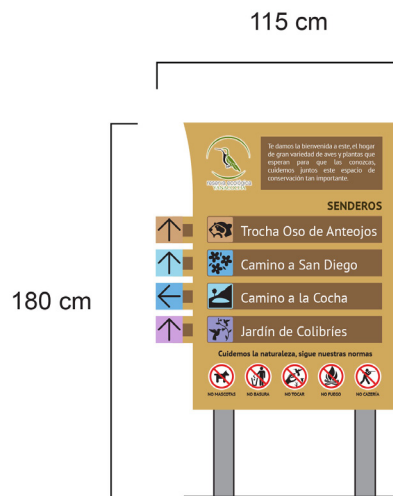 115 cm
180 cm
Te damos la bienvenida a este, el hogar
de gran variedad de aves y plantas que
esperan para que las conozcas,
cuidemos juntos este espacio de
conservación tan importante.
SENDEROS
Trocha Oso de Anteojos
Camino a San Diego
Camino a la Cocha
Jardín de Colibríes
Cuidemos la naturaleza, sigue nuestras normas
NO MASCOTAS
NO BASURA
NO TOCAR
NO FUEGO
NO CAZERÍA